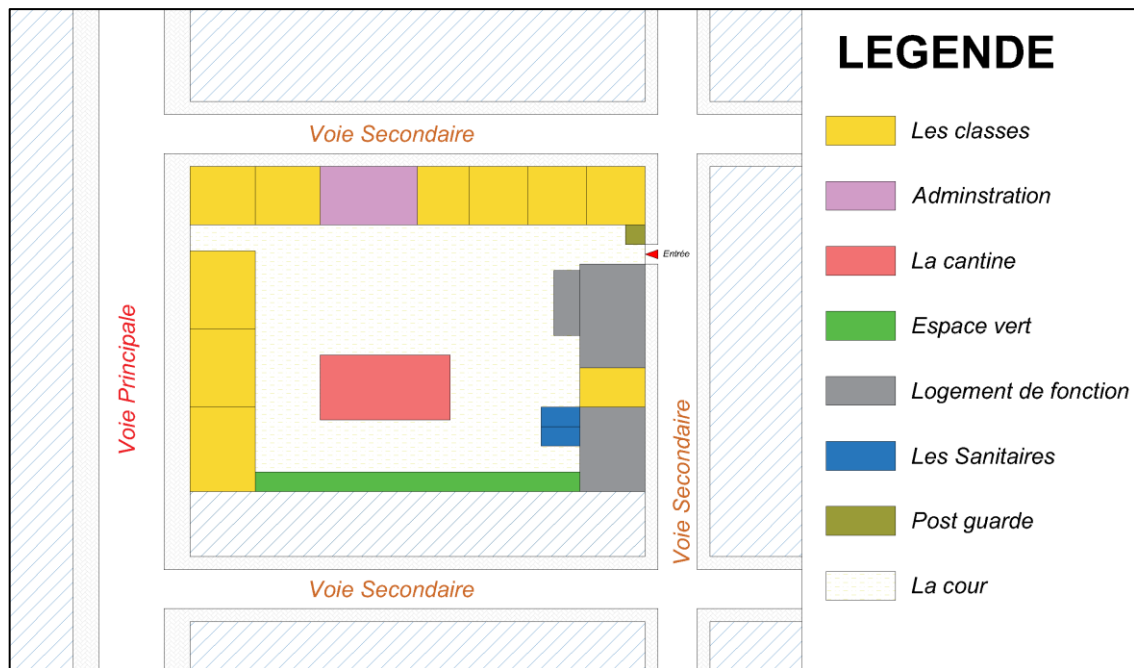 LEGENDE
Voie Secondaire
Les classes
Adminstration
Entrée
La cantine
Voie Principale
Espace vert
Logement de fonction
Voie Secondaire
Les Sanitaires
Post guarde
Voie Secondaire
La cour